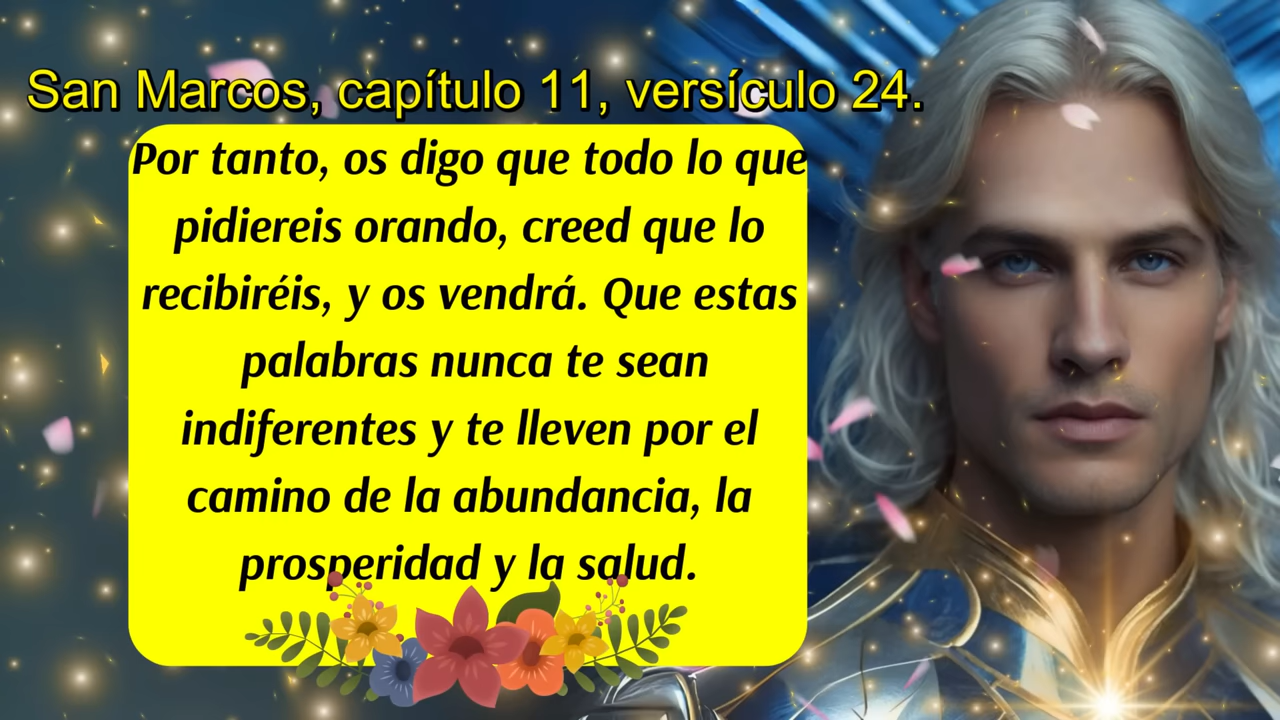 San Marcos, capítulo 11, versículo 24.
Por tanto, os digo que todo lo que
pidiereis orando, creed que lo
recibiréis, y os vendrá. Que estas
palabras nunca te sean
indiferentes y te lleven por el
camino de la abundancia, la
prosperidad y la salud.